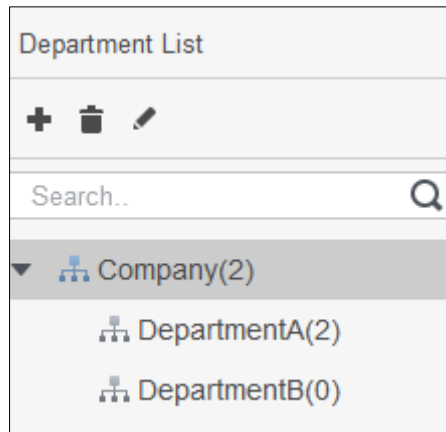 Department List
Search..
Company(2)
DepartmentA(2)
DepartmentB(0)